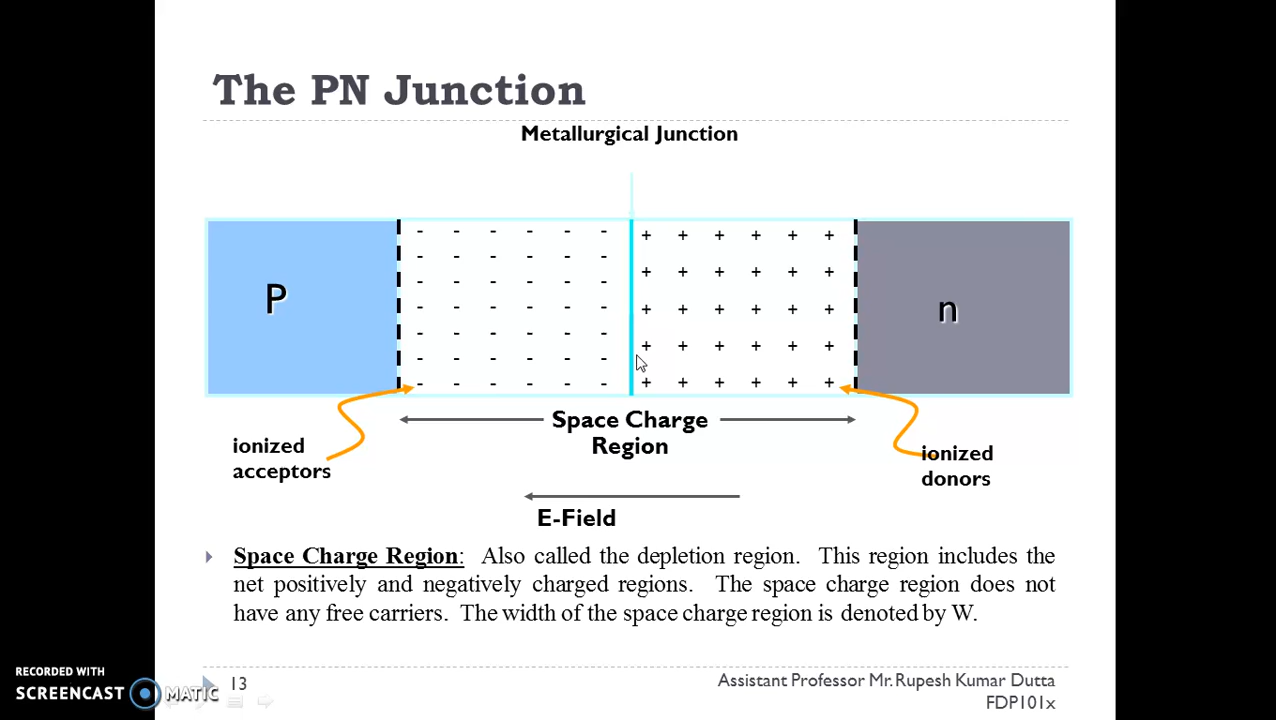 The PN Junction
Metallurgical Junction
- - - - - - + + + + + +
- - - - - -
- - - - - - + + + + + +
- - - - - - + + + + + +
- - - - - -
- - - - - - + + + + + +
- - - - - - + + + + + +
P
n
Space Charge
Region
ionized
acceptors
ionized
donors
E-Field
Space Charge Region: Also called the depletion region. This region includes the
net positively and negatively charged regions. The space charge region does not
have any free carriers. The width of the space charge region is denoted by W.
RECORDED WITH
SCREENCAST MATIC
13
Assistant Professor Mr. Rupesh Kumar Dutta
FDP101x